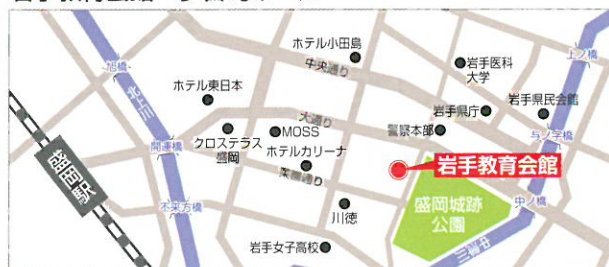 ホテル小田島
中央通り
岩手医科
大学
上ノ橋
旭橋
北上川
ホテル東日本
大通り
岩手県庁
岩手県民会館
警察本部
与ノ字橋
クロステラス
盛岡
MOSS
開運橋
ホテルカリーナ
菜園通り
岩手教育会館
盛岡駅
盛岡城跡
公園
中ノ橋
不来方橋
川徳
岩手女子高校